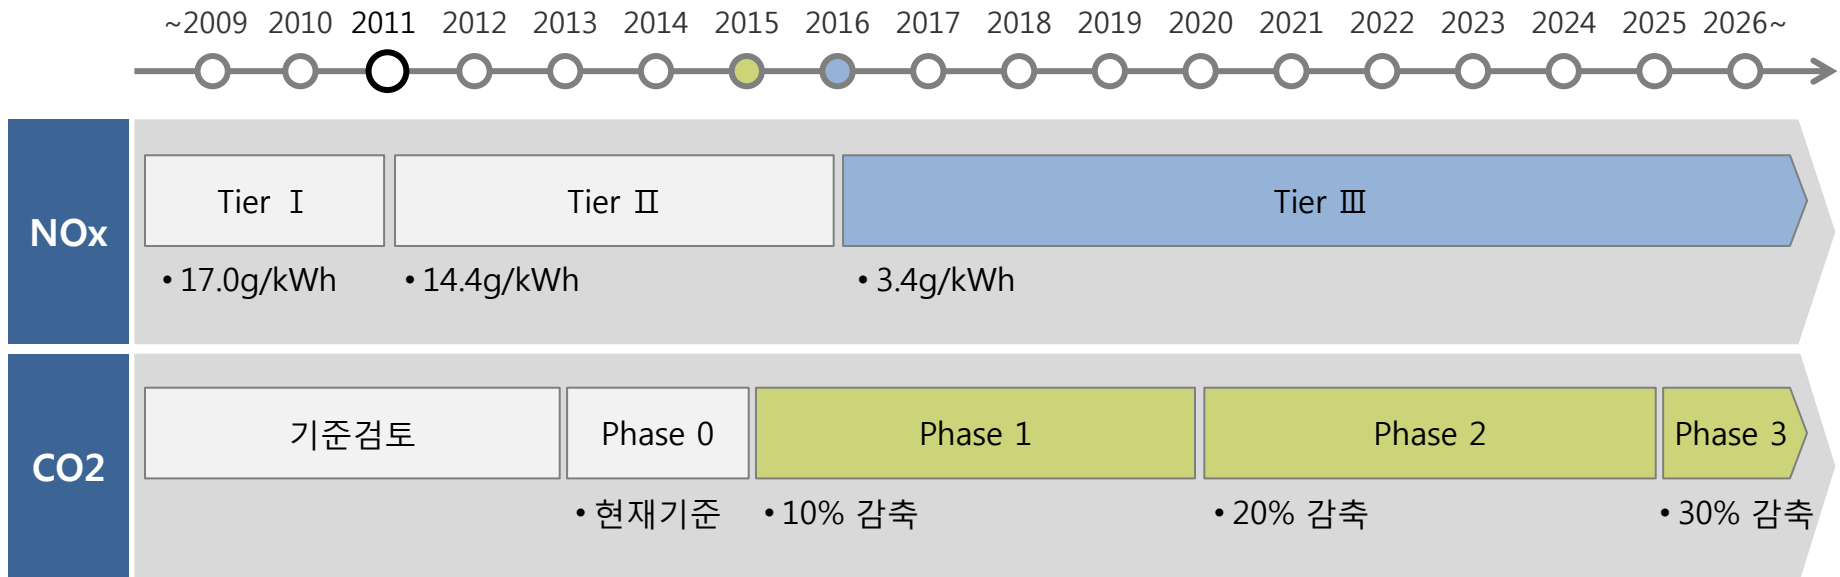 ~2009 2010 2011 2012 2013 2014 2015 2016 2017 2018 2019 2020 2021 2022 2023 2024 2025 2026~
NOx
Tier Ⅰ
Tier Ⅱ
Tier Ⅲ
• 17.0g/kWh
• 14.4g/kWh
• 3.4g/kWh
CO2
기준검토
Phase 0
Phase 1
Phase 2
Phase 3
• 현재기준
• 10% 감축
• 20% 감축
• 30% 감축